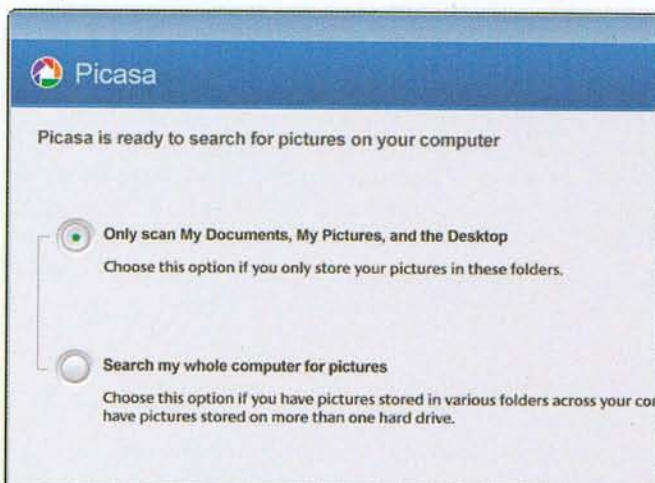 Picasa
Picasa is ready to search for pictures on your computer
Only scan My Documents, My Pictures, and the Desktop
Choose this option if you only store your pictures in these folders.
Search my whole computer for pictures
Choose this option if you have pictures stored in various folders across your
have pictures stored on more than one hard drive.